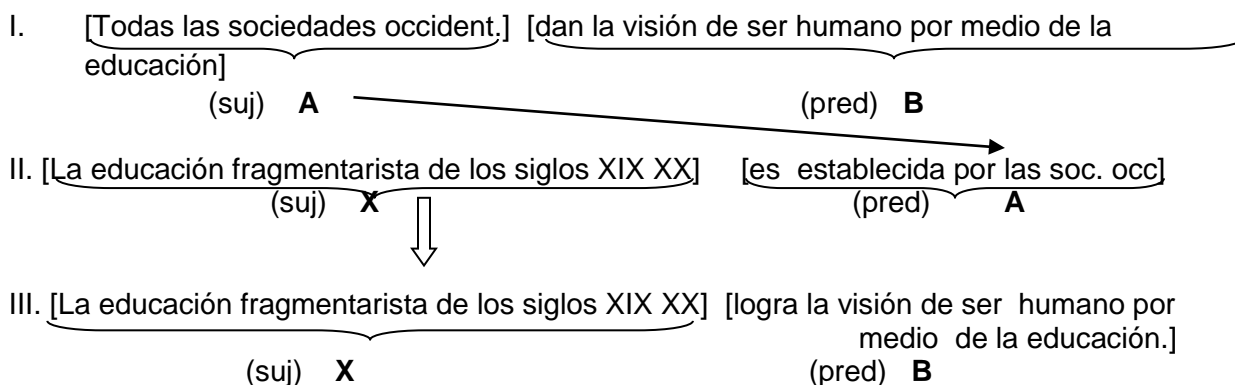 I. [Todas las sociedades occident.] [dan la visión de ser humano por medio de la
educación]
(suj) A (pred) B
II. [La educación fragmentarista de los siglos XIX XX] [es establecida por las soc. occ]
(suj) X (pred) A
III. [La educación fragmentarista de los siglos XIX XX] [logra la visión de ser humano por
medio de la educación.]
(suj) X (pred) B